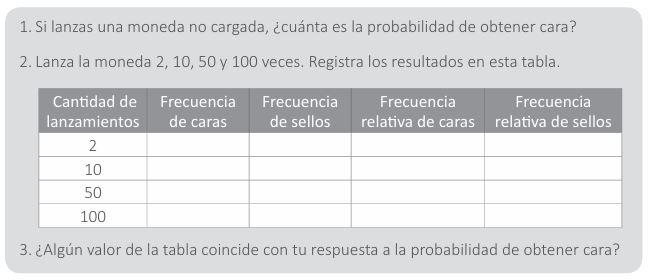 1. Si lanzas una moneda no cargada, ¿cuánta es la probabilidad de obtener cara?
2. Lanza la moneda 2, 10, 50 y 100 veces. Registra los resultados en esta tabla.
Cantidad de lanzamientos Frecuencia de caras Frecuencia de sellos Frecuencia relativa de caras Frecuencia relativa de sellos
2
10
50
100
3. ¿Algún valor de la tabla coincide con tu respuesta a la probabilidad de obtener cara?